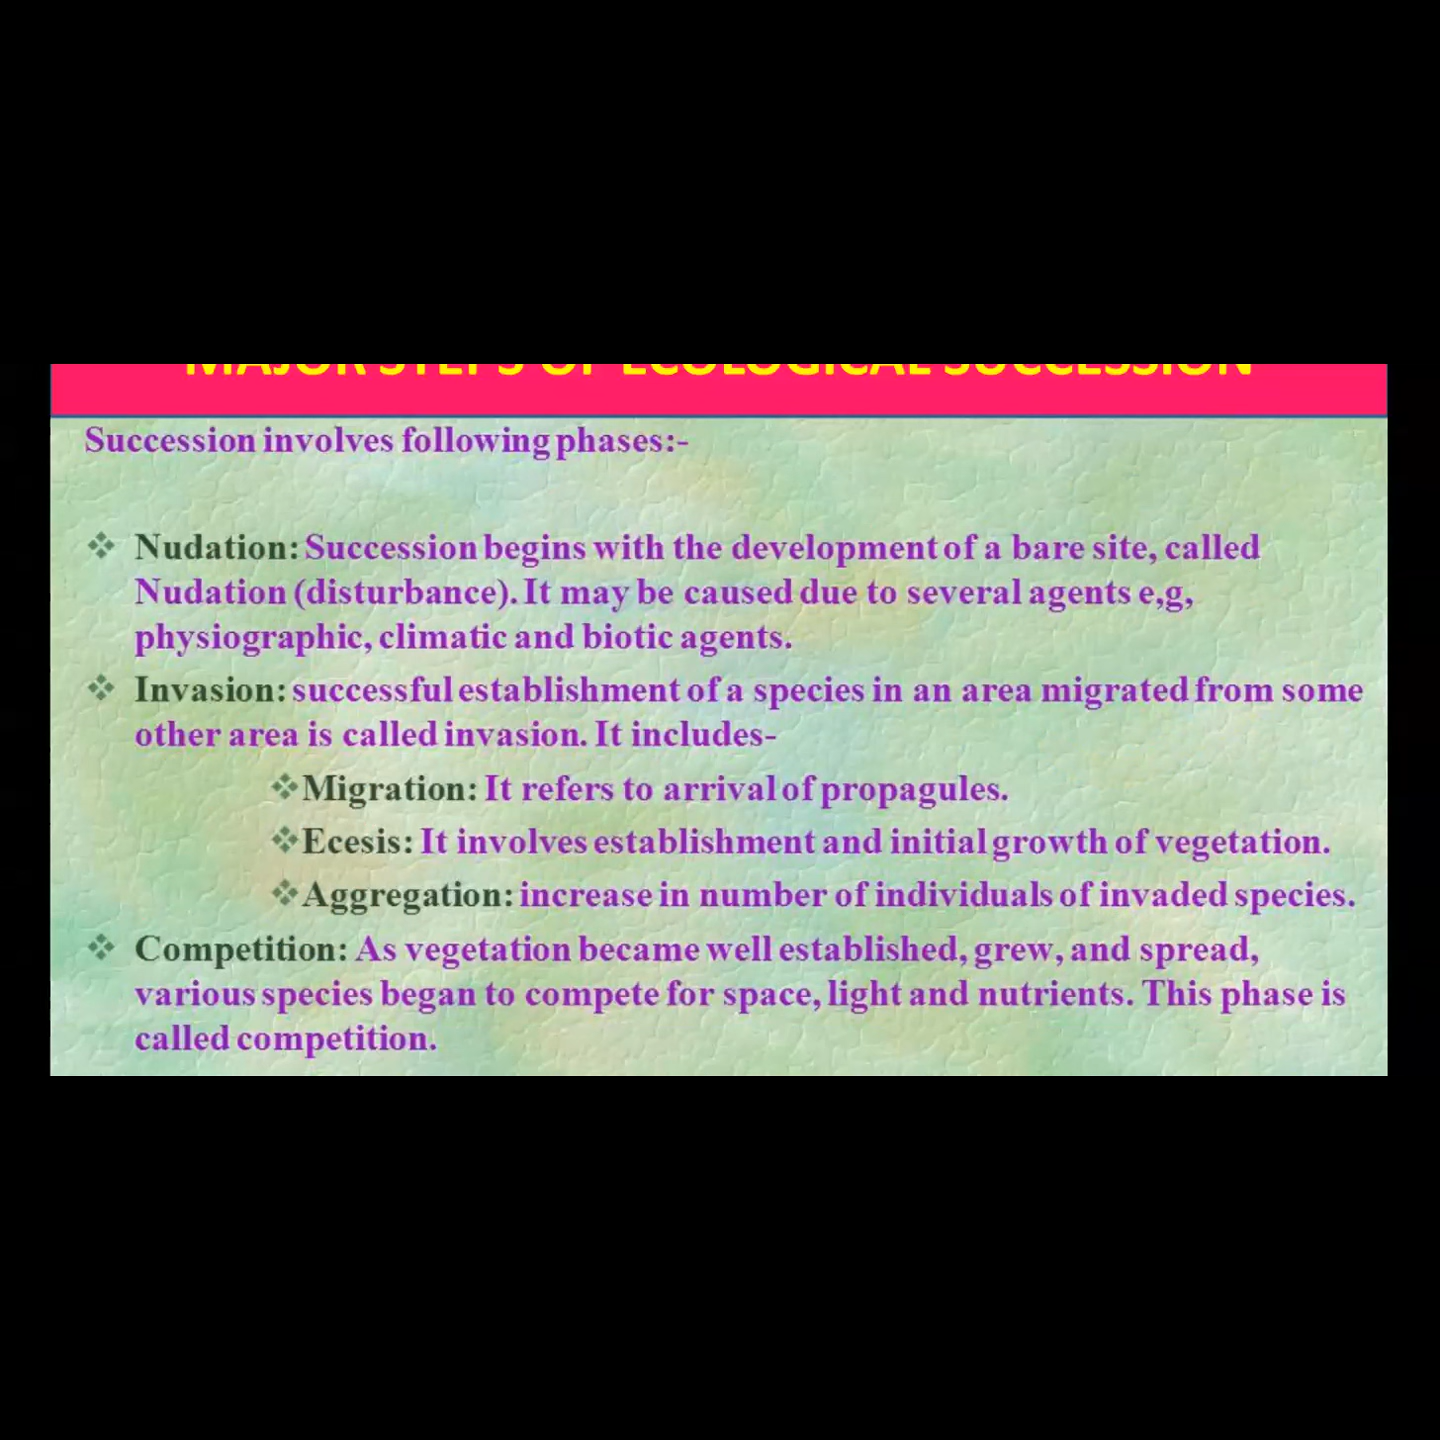 MAJOR STEPS OF ECOLOGICAL SUCCESSION
Succession involves following phases:-
❖ Nudation: Succession begins with the development of a bare site, called
Nudation (disturbance). It may be caused due to several agents e,g,
physiographic, climatic and biotic agents.
❖ Invasion: successful establishment of a species in an area migrated from some
other area is called invasion. It includes-
❖Migration: It refers to arrival of propagules.
❖Ecesis: It involves establishment and initial growth of vegetation.
❖Aggregation: increase in number of individuals of invaded species.
❖ Competition: As vegetation became well established, grew, and spread,
various species began to compete for space, light and nutrients. This phase is
called competition.